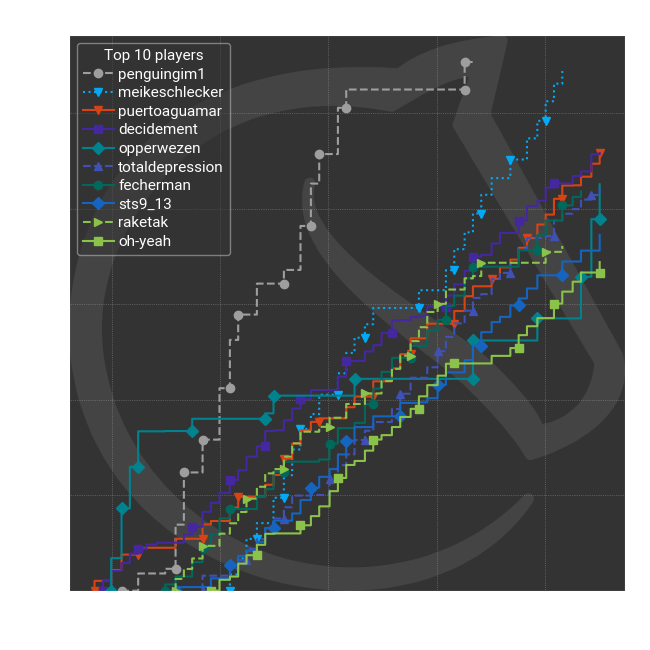 Top 10 players
penguingim1
meikeschlecker
puertoaguamar
decidement
opperwezen
totaldepression
fecherman
sts9_13
raketak
oh-yeah